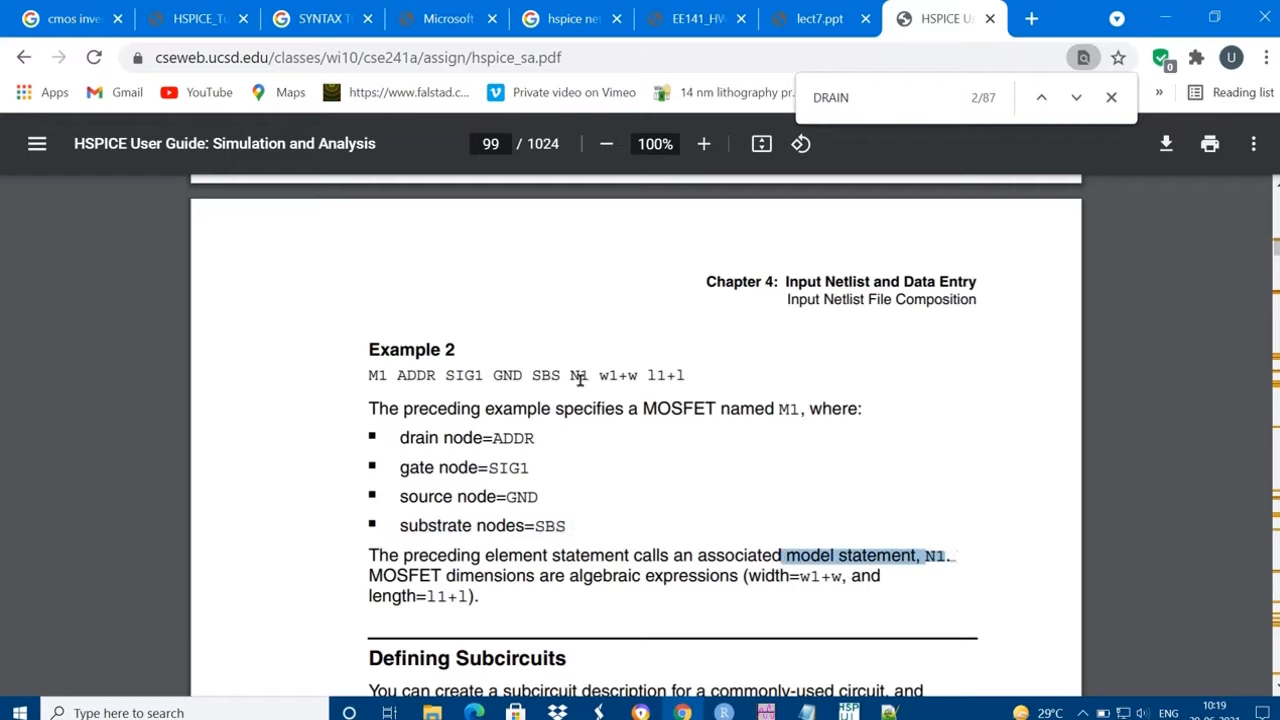 cmos inve
HSPICE_Tu
SYNTAX T
Microsoft
hspice net
EE141_HW
lect7.ppt
HSPICE U
cseweb.ucsd.edu/classes/wi10/cse241a/assign/hspice_sa.pdf
U
0
Apps
Gmail
YouTube
Maps
https://www.falstad.c...
Private video on Vimeo
14 nm lithography pr
»
Reading list
DRAIN
2/87
HSPICE User Guide: Simulation and Analysis
99 / 1024
100%
Chapter 4: Input Netlist and Data Entry
Input Netlist File Composition
Example 2
M1 ADDR SIG1 GND SBS N1 w1+w l1+l
The preceding example specifies a MOSFET named M1, where:
■ drain node=ADDR
■ gate node=SIG1
■ source node=GND
■ substrate nodes=SBS
The preceding element statement calls an associated model statement, N1.
MOSFET dimensions are algebraic expressions (width=w1+w, and
length=l1+l).
Defining Subcircuits
You can create a subcircuit description for a commonly-used circuit, and
Type here to search
29°C
ENG
10:19